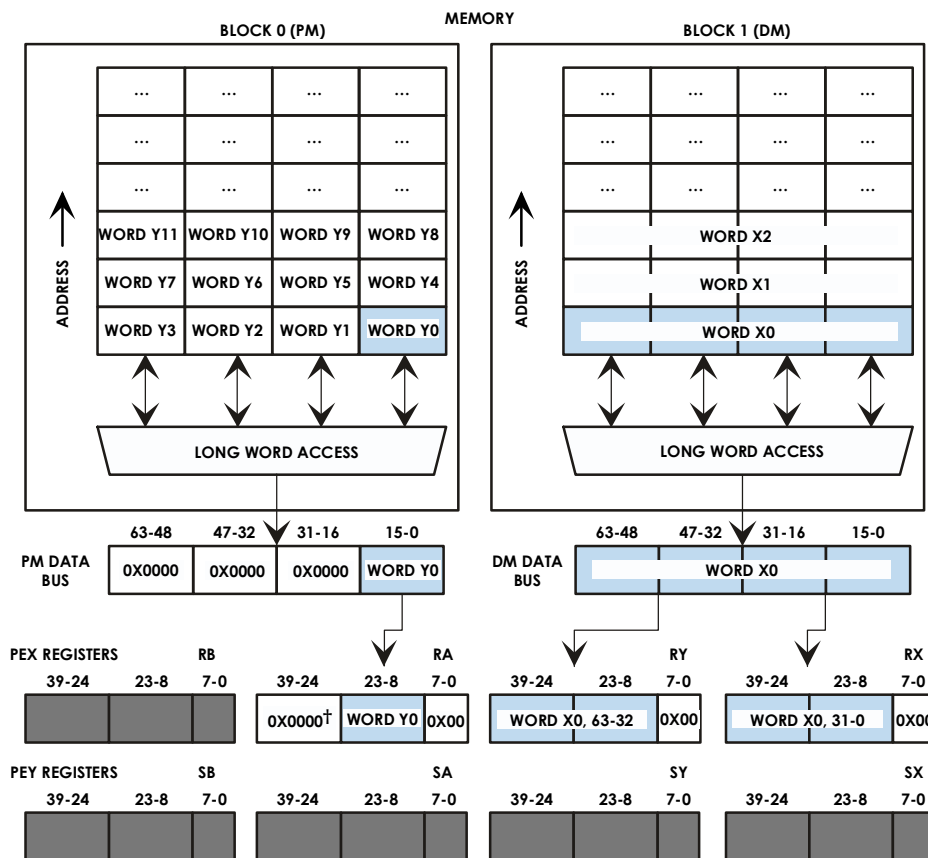 MEMORY
BLOCK 0 (PM) BLOCK 1 (DM)
... ... ... ... ... ... ... ...
... ... ... ... ... ... ... ...
... ... ... ... ... ... ... ...
WORD Y11 WORD Y10 WORD Y9 WORD Y8 WORD X2
WORD Y7 WORD Y6 WORD Y5 WORD Y4 WORD X1
WORD Y3 WORD Y2 WORD Y1 WORD Y0 WORD X0
ADDRESS ADDRESS
LONG WORD ACCESS LONG WORD ACCESS
63-48 47-32 31-16 15-0 63-48 47-32 31-16 15-0
PM DATA BUS 0X0000 0X0000 0X0000 WORD Y0 DM DATA BUS WORD X0
PEX REGISTERS RB RA RY RX
39-24 23-8 7-0 39-24 23-8 7-0 39-24 23-8 7-0 39-24 23-8 7-0
0X0000† WORD Y0 0X00 WORD X0, 63-32 0X00 WORD X0, 31-0 0X00
PEY REGISTERS SB SA SY SX
39-24 23-8 7-0 39-24 23-8 7-0 39-24 23-8 7-0 39-24 23-8 7-0